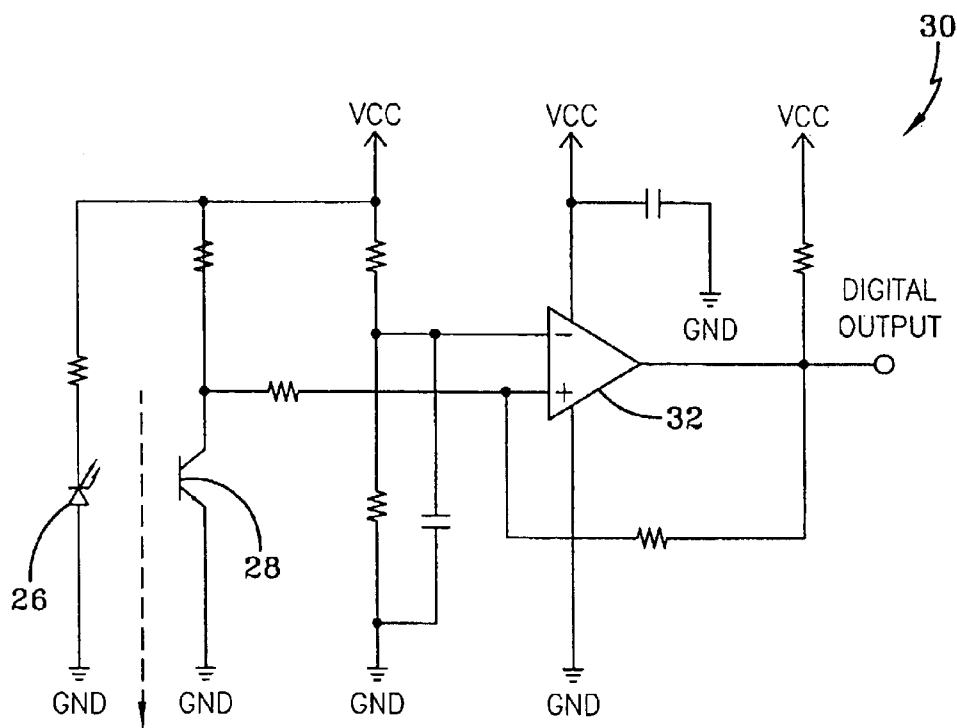 30
VCC
VCC
VCC
DIGITAL
OUTPUT
GND
−
+
32
26
28
GND
GND
GND
GND